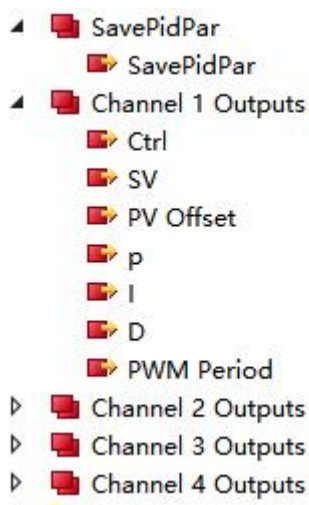 SavePidPar
SavePidPar
Channel 1 Outputs
Ctrl
SV
PV Offset
p
I
D
PWM Period
Channel 2 Outputs
Channel 3 Outputs
Channel 4 Outputs